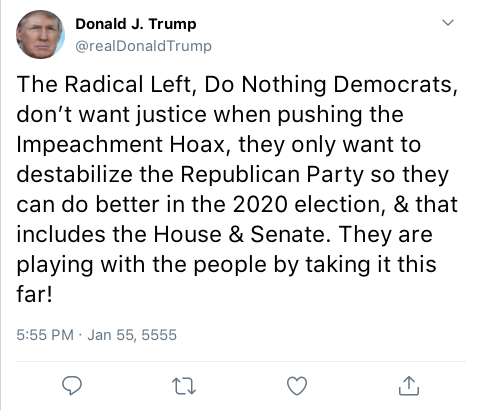 Donald J. Trump
@realDonaldTrump
The Radical Left, Do Nothing Democrats,
don’t want justice when pushing the
Impeachment Hoax, they only want to
destabilize the Republican Party so they
can do better in the 2020 election, & that
includes the House & Senate. They are
playing with the people by taking it this
far!
5:55 PM · Jan 55, 5555